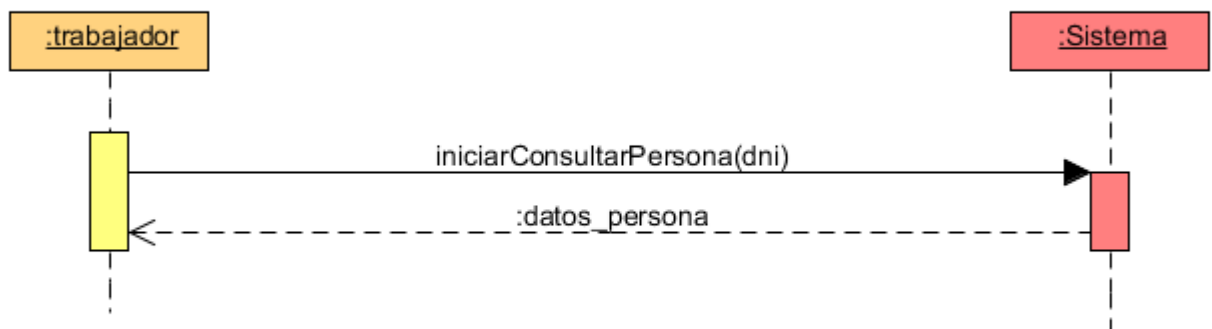 :trabajador
:Sistema
iniciarConsultarPersona(dni)
:datos_persona